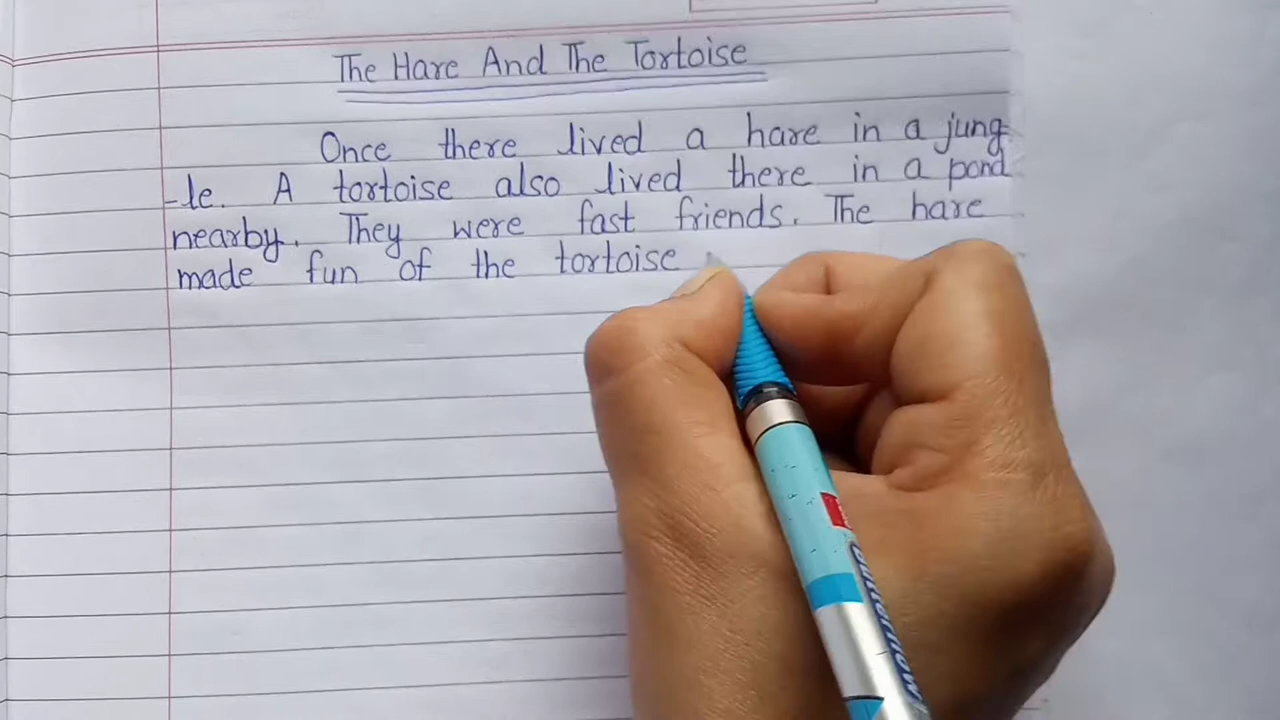 The Hare And The Tortoise
Once there lived a hare in a jung
-le. A tortoise also lived there in a pond
nearby. They were fast friends. The hare
made fun of the tortoise